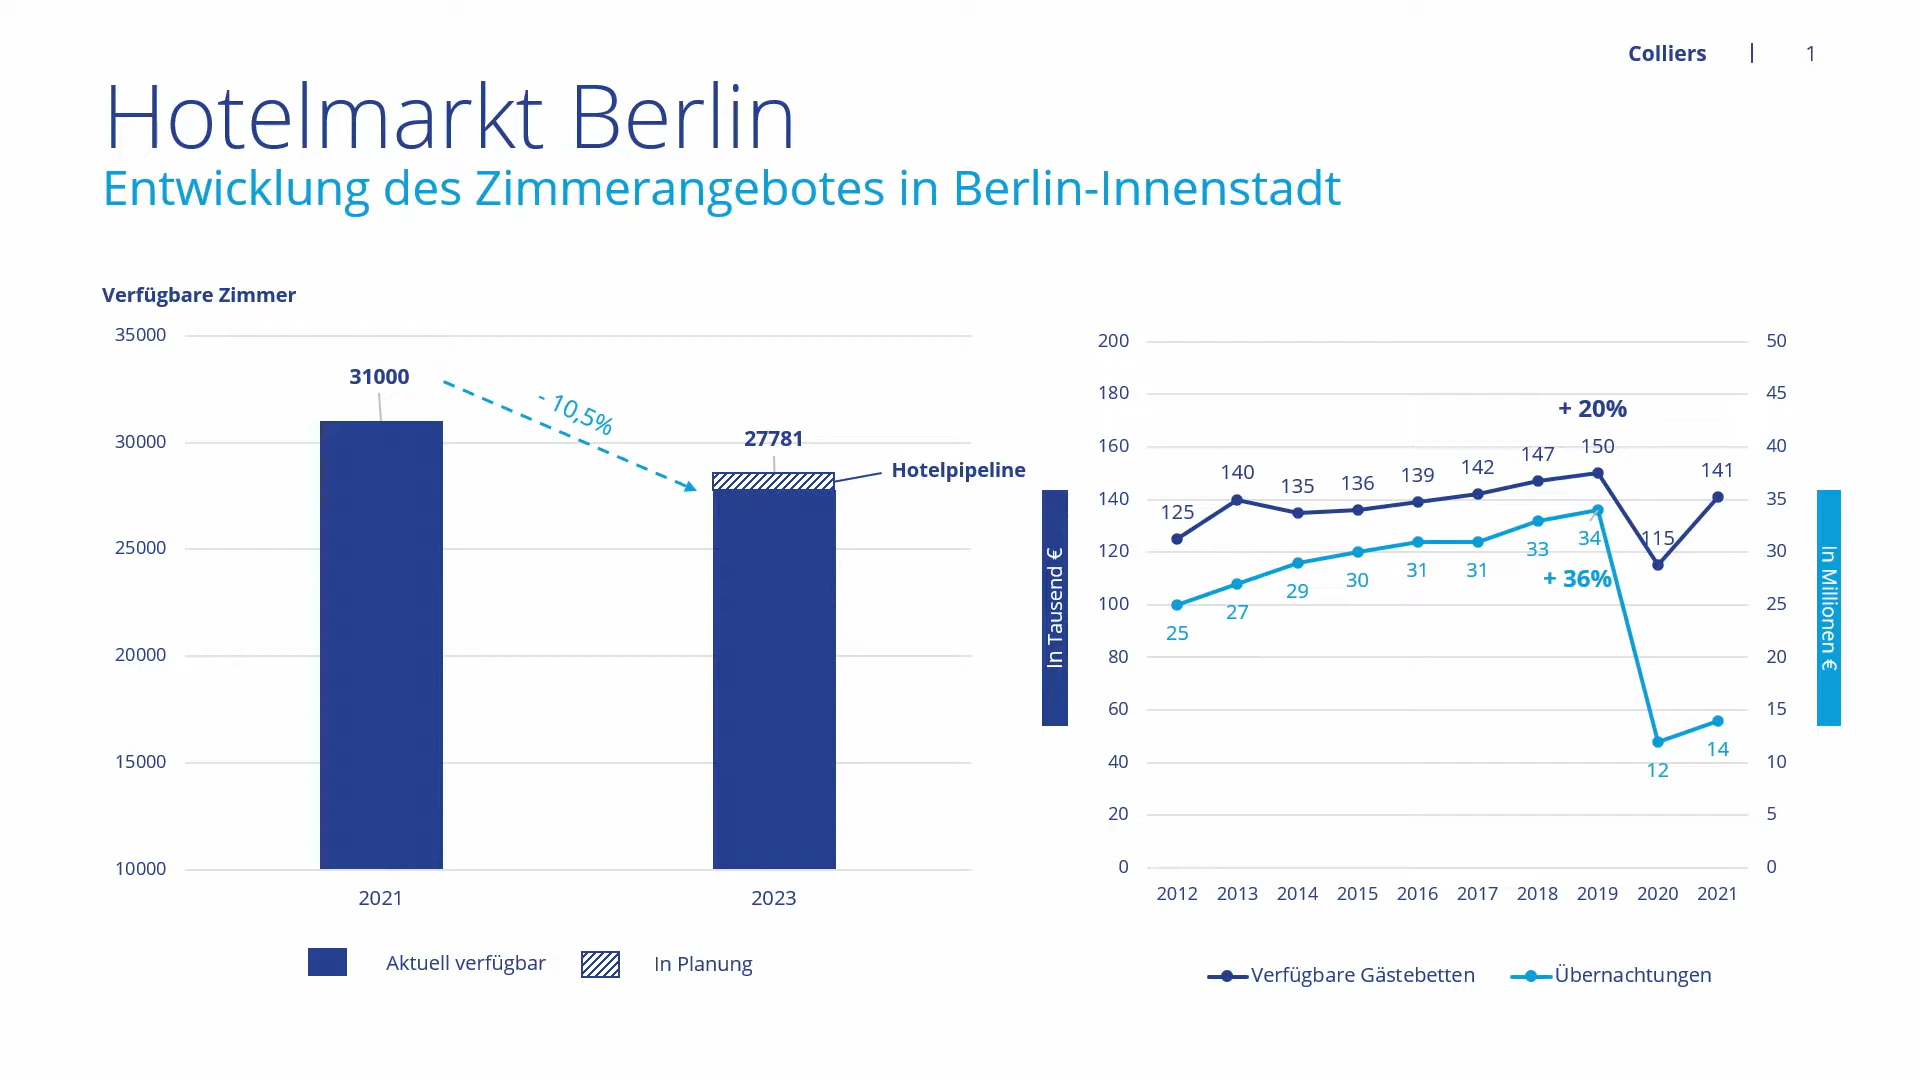 Colliers | 1
Hotelmarkt Berlin
Entwicklung des Zimmerangebotes in Berlin-Innenstadt
Verfügbare Zimmer
35000
30000
25000
20000
15000
10000
31000
- 10,5%
27781
Hotelpipeline
2021 2023
Aktuell verfügbar In Planung
In Tausend €
200
180
160
140
120
100
80
60
40
20
0
+ 20%
125 140 135 136 139 142 147 150 115 141
25 27 29 30 31 31 33 34 12 14
+ 36%
50
45
40
35
30
25
20
15
10
5
0
In Millionen €
2012 2013 2014 2015 2016 2017 2018 2019 2020 2021
Verfügbare Gästebetten Übernachtungen